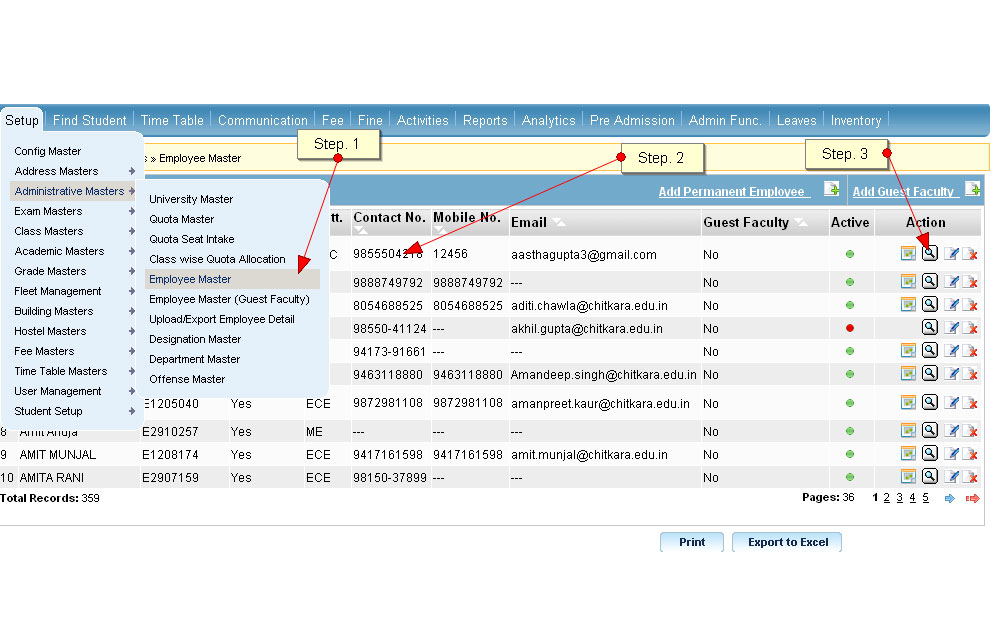 Setup Find Student Time Table Communication Fee Fine Activities Reports Analytics Pre Admission Admin Func. Leaves Inventory
Step. 1
Step. 2
Step. 3
» Employee Master
Config Master
Address Masters
Administrative Masters
Exam Masters
Class Masters
Academic Masters
Grade Masters
Fleet Management
Building Masters
Hostel Masters
Fee Masters
Time Table Masters
User Management
Student Setup
University Master
Quota Master
Quota Seat Intake
Class wise Quota Allocation
Employee Master
Employee Master (Guest Faculty)
Upload/Export Employee Detail
Designation Master
Department Master
Offense Master
Add Permanent Employee Add Guest Faculty
tt. Contact No. Mobile No. Email Guest Faculty Active Action
C 9855504218 12456 aasthagupta3@gmail.com No
9888749792 9888749792 --- No
8054688525 8054688525 aditi.chawla@chitkara.edu.in No
98550-41124 --- akhil.gupta@chitkara.edu.in No
94173-91661 --- --- No
9463118880 9463118880 Amandeep.singh@chitkara.edu.in No
E1205040 Yes ECE 9872981108 9872981108 amanpreet.kaur@chitkara.edu.in No
8 Amit Ahuja E2910257 Yes ME --- --- --- No
9 AMIT MUNJAL E1208174 Yes ECE 9417161598 9417161598 amit.munjal@chitkara.edu.in No
10 AMITA RANI E2907159 Yes ECE 98150-37899 --- --- No
Total Records: 359 Pages: 36 1 2 3 4 5
Print Export to Excel